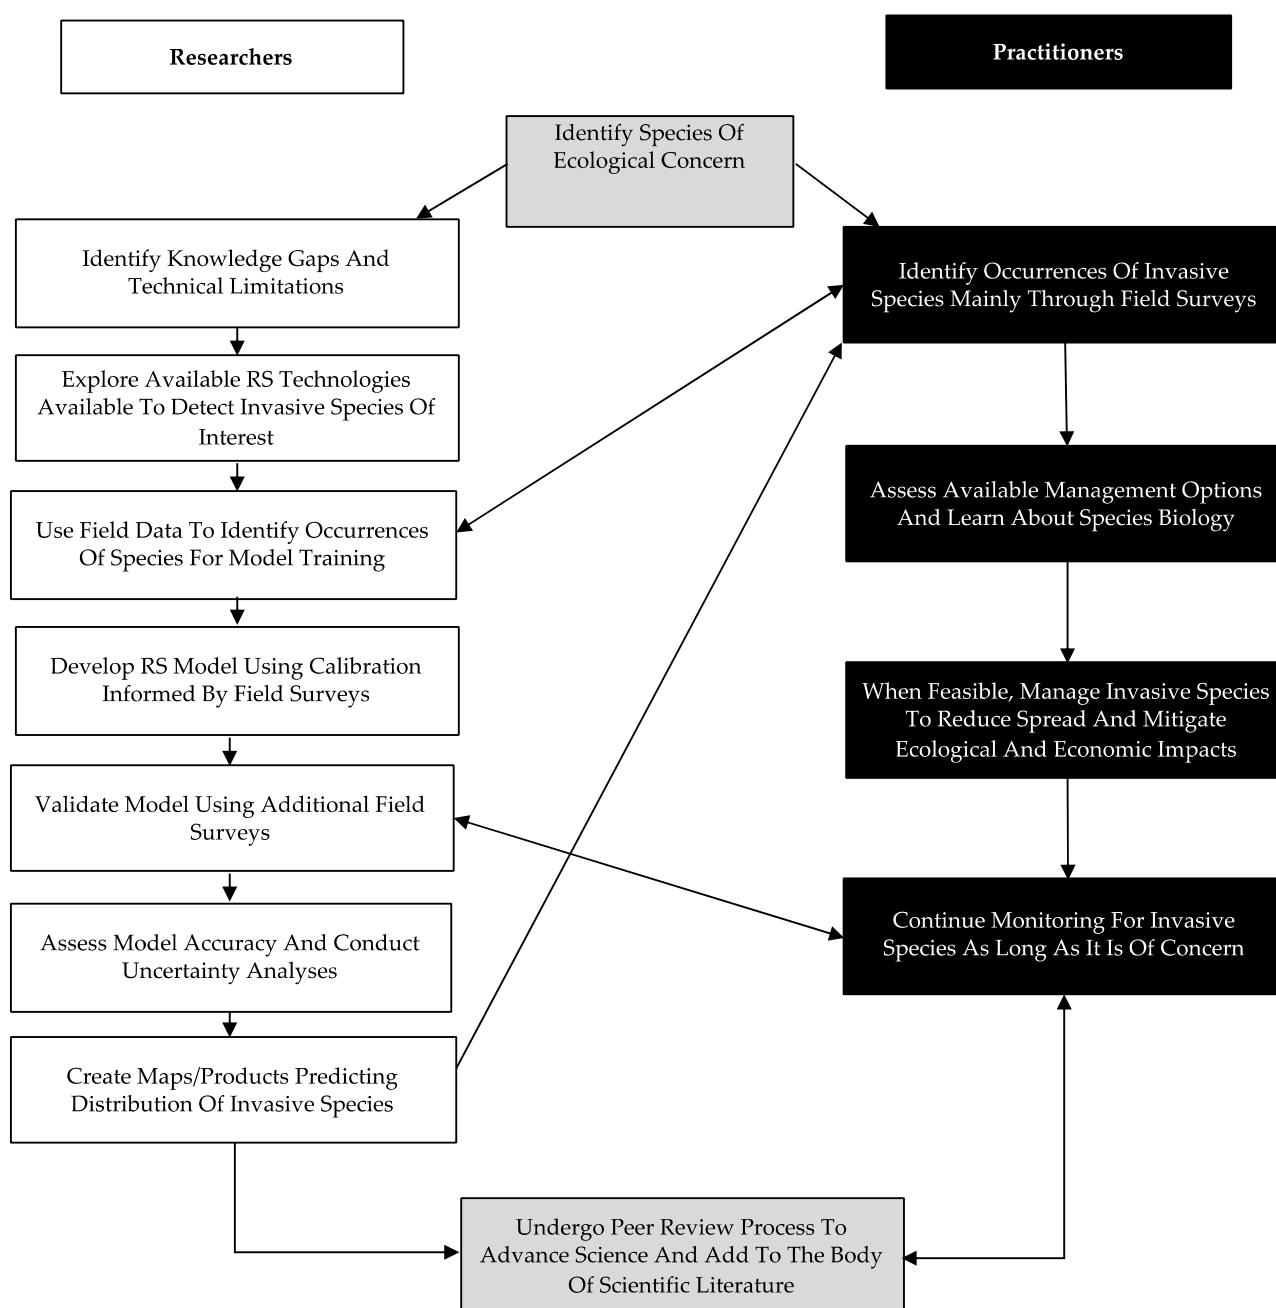 Researchers
Practitioners
Identify Species Of
Ecological Concern
Identify Knowledge Gaps And
Technical Limitations
Explore Available RS Technologies
Available To Detect Invasive Species Of
Interest
Use Field Data To Identify Occurrences
Of Species For Model Training
Develop RS Model Using Calibration
Informed By Field Surveys
Validate Model Using Additional Field
Surveys
Assess Model Accuracy And Conduct
Uncertainty Analyses
Create Maps/Products Predicting
Distribution Of Invasive Species
Identify Occurrences Of Invasive
Species Mainly Through Field Surveys
Assess Available Management Options
And Learn About Species Biology
When Feasible, Manage Invasive Species
To Reduce Spread And Mitigate
Ecological And Economic Impacts
Continue Monitoring For Invasive
Species As Long As It Is Of Concern
Undergo Peer Review Process To
Advance Science And Add To The Body
Of Scientific Literature